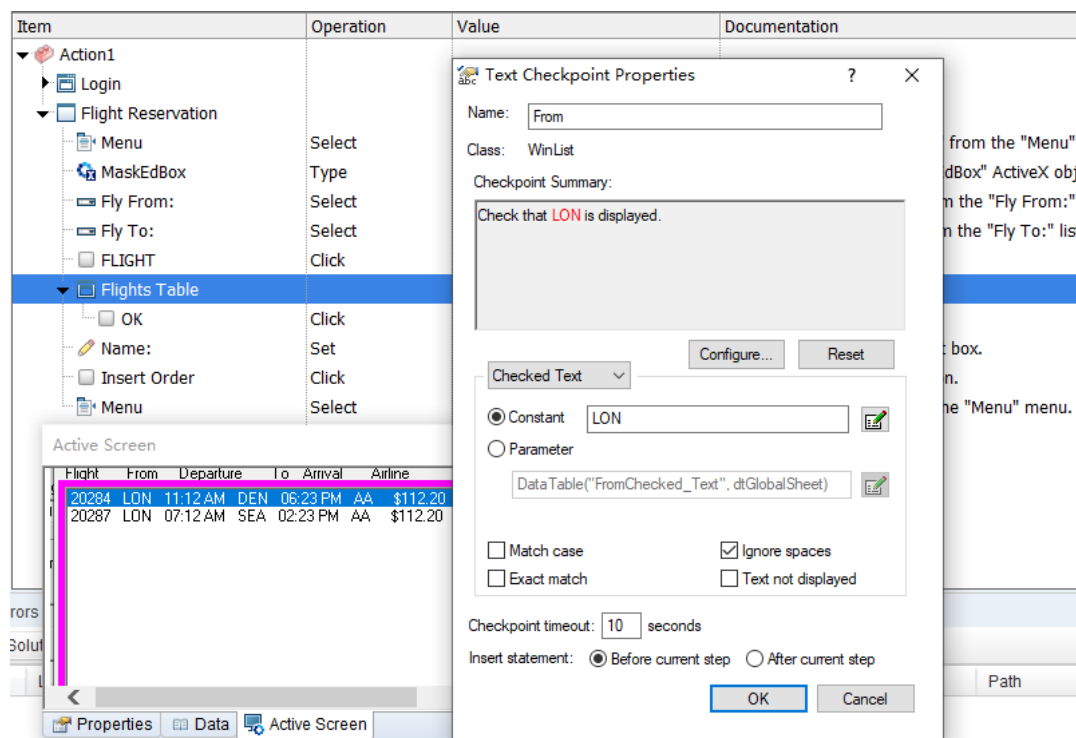 Item Operation Value Documentation
Action1
Login
Flight Reservation
Menu Select from the "Menu"
MaskEdBox Type dBox" ActiveX obj
Fly From: Select m the "Fly From:"
Fly To: Select m the "Fly To:" lis
FLIGHT Click
Flights Table
OK Click
Name: Set t box.
Insert Order Click n.
Menu Select he "Menu" menu.
Text Checkpoint Properties ? X
Name: From
Class: WinList
Checkpoint Summary:
Check that LON is displayed.
Configure... Reset
Checked Text
Constant LON
Parameter
DataTable("FromChecked_Text", dtGlobalSheet)
Match case Ignore spaces
Exact match Text not displayed
Checkpoint timeout: 10 seconds
Insert statement: Before current step After current step
OK Cancel
Active Screen
Flight From Departure To Arrival Airline
20284 LON 11:12 AM DEN 06:23 PM AA $112.20
20287 LON 07:12 AM SEA 02:23 PM AA $112.20
rors
Solut
Path
Properties Data Active Screen